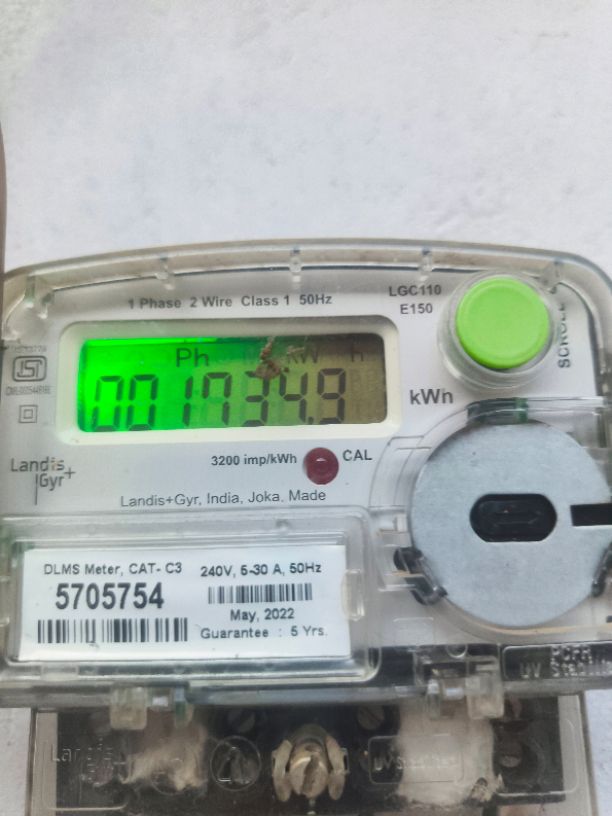 1 Phase 2 Wire Class 1 50Hz
LGC110
E150
SCROLL
Ph kW h
001934.9
kWh
3200 imp/kWh
CAL
Landis
Gyr+
Landis+Gyr, India, Joka, Made
DLMS Meter, CAT- C3
240V, 5-30 A, 50Hz
5705754
May, 2022
Guarantee : 5 Yrs.